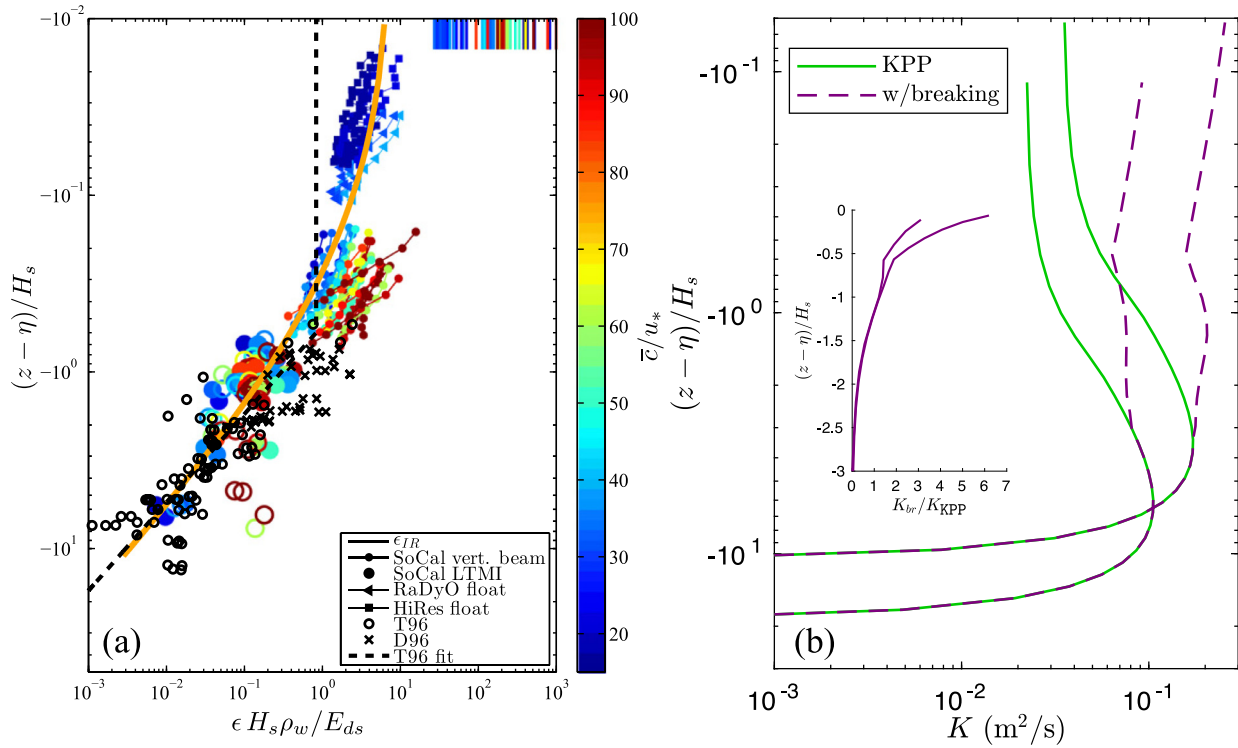 -10⁻²
-10⁻¹
-10⁰
-10¹
(z − η)/H_s
10⁻³
10⁻²
10⁻¹
10⁰
10¹
10²
10³
ϵ H_sρ_w/E_ds
(a)
ϵ_IR
SoCal vert. beam
SoCal LTMI
RaDyO float
HiRes float
T96
D96
T96 fit
100
90
80
70
60
50
40
30
20
c̄/u_*
(z − η)/H_s
-10⁻¹
-10⁰
-10¹
KPP
w/breaking
0
-0.5
-1
-1.5
-2
-2.5
-3
(z − η)/H_s
0 1 2 3 4 5 6 7
K_br/K_KPP
(b)
10⁻³
10⁻²
10⁻¹
K (m²/s)